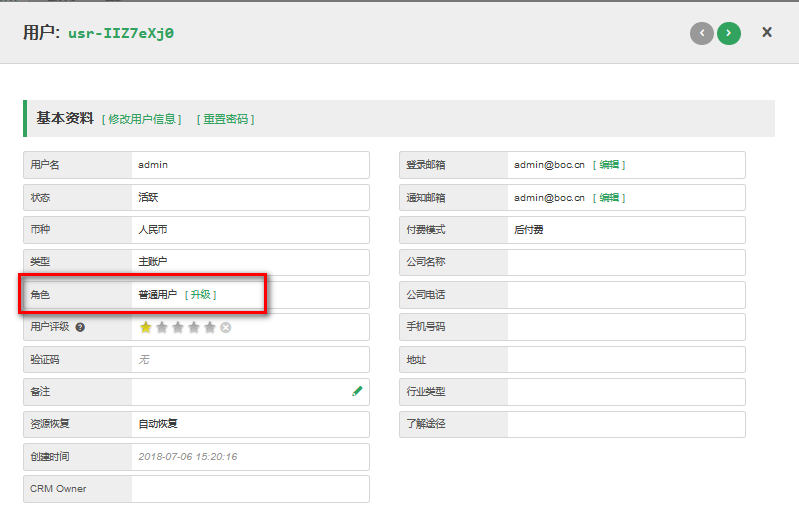 用户: usr-IIZ7eXj0
基本资料 [ 修改用户信息 ] [ 重置密码 ]
用户名 admin
状态 活跃
币种 人民币
类型 主账户
角色 普通用户 [ 升级 ]
用户评级
验证码 无
备注
资源恢复 自动恢复
创建时间 2018-07-06 15:20:16
CRM Owner
登录邮箱 admin@boc.cn [ 编辑 ]
通知邮箱 admin@boc.cn [ 编辑 ]
付费模式 后付费
公司名称
公司电话
手机号码
地址
行业类型
了解途径